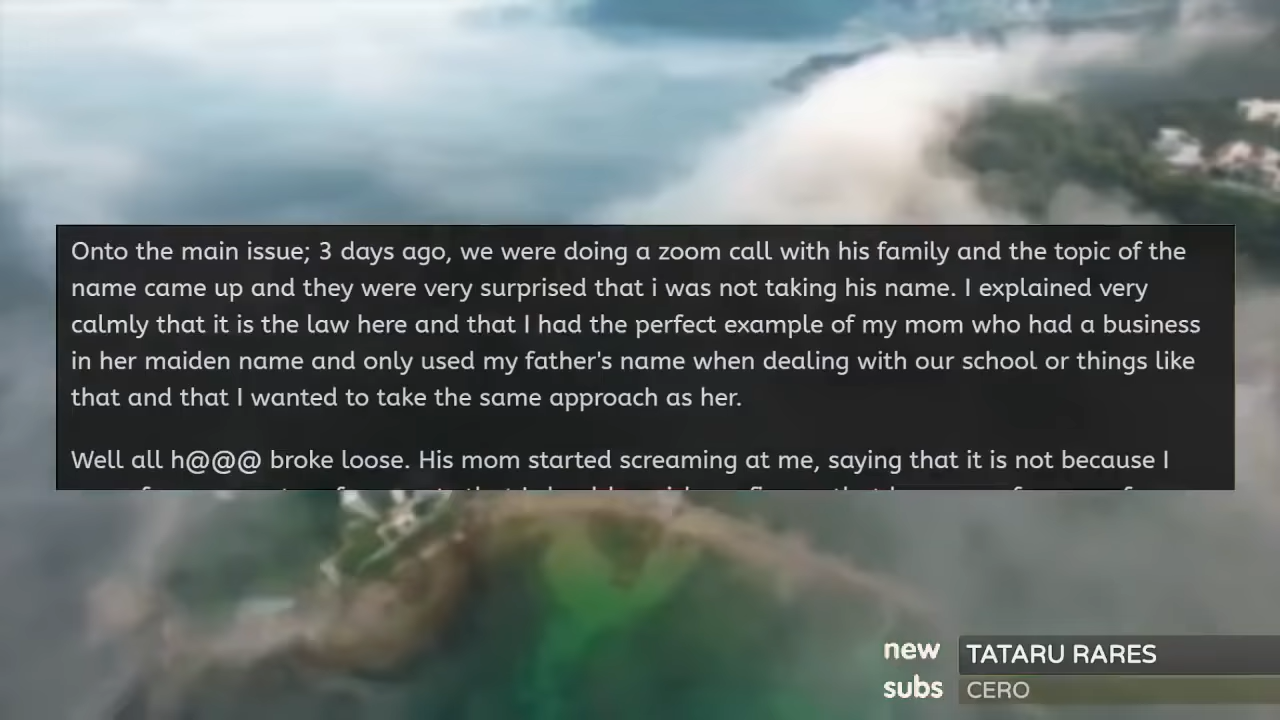 Onto the main issue; 3 days ago, we were doing a zoom call with his family and the topic of the
name came up and they were very surprised that i was not taking his name. I explained very
calmly that it is the law here and that I had the perfect example of my mom who had a business
in her maiden name and only used my father's name when dealing with our school or things like
that and that I wanted to take the same approach as her.
Well all h@@@ broke loose. His mom started screaming at me, saying that it is not because I
new TATARU RARES
subs CERO